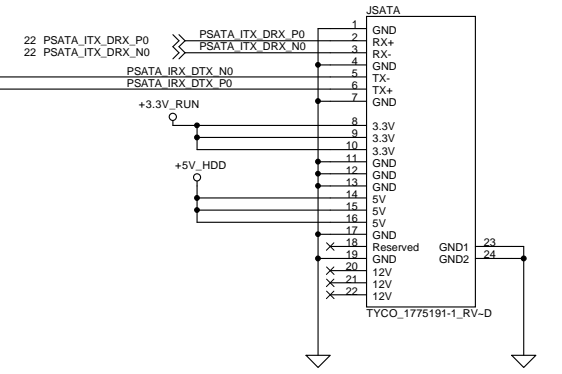 JSATA
22 PSATA_ITX_DRX_P0
22 PSATA_ITX_DRX_N0
PSATA_ITX_DRX_P0
PSATA_ITX_DRX_N0
PSATA_IRX_DTX_N0
PSATA_IRX_DTX_P0
+3.3V_RUN
+5V_HDD
1 GND
2 RX+
3 RX-
4 GND
5 TX-
6 TX+
7 GND
8 3.3V
9 3.3V
10 3.3V
11 GND
12 GND
13 GND
14 5V
15 5V
16 5V
17 GND
18 Reserved GND1 23
19 GND GND2 24
20 12V
21 12V
22 12V
TYCO_1775191-1_RV~D